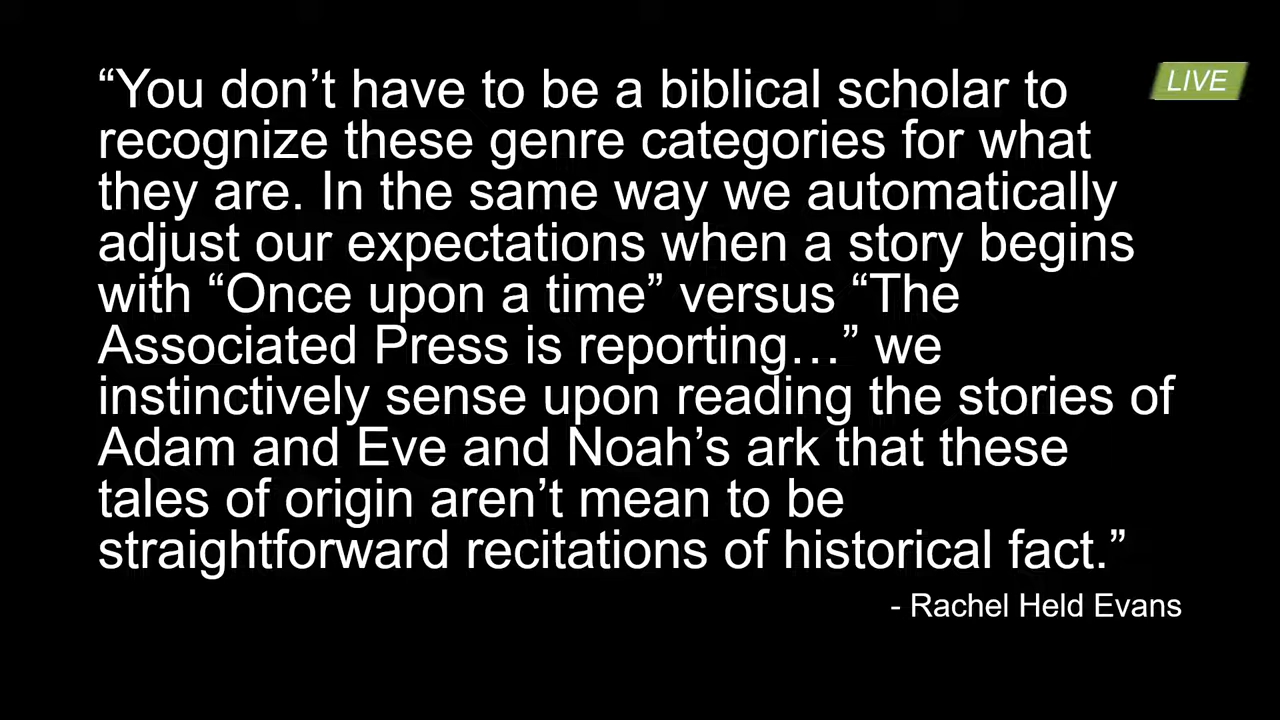 “You don’t have to be a biblical scholar to
LIVE
recognize these genre categories for what
they are. In the same way we automatically
adjust our expectations when a story begins
with “Once upon a time” versus “The
Associated Press is reporting…” we
instinctively sense upon reading the stories of
Adam and Eve and Noah’s ark that these
tales of origin aren’t mean to be
straightforward recitations of historical fact.”
- Rachel Held Evans